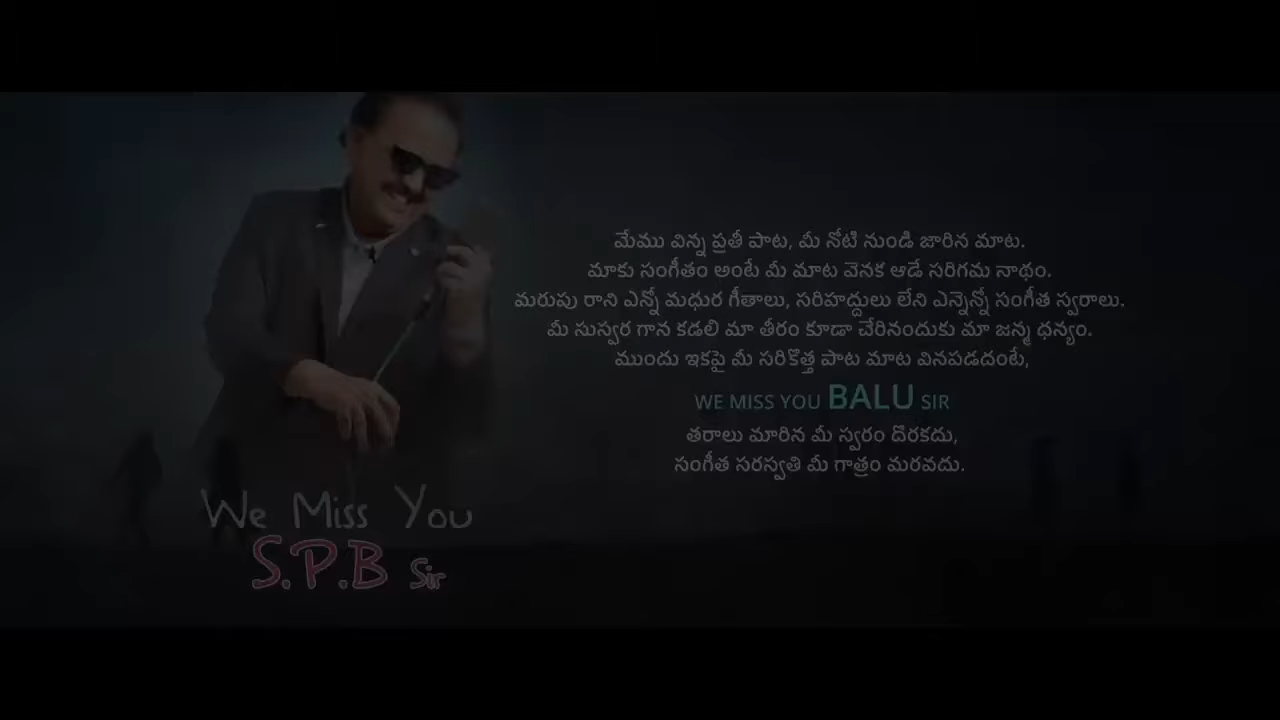 మేము విన్న ప్రతీ పాట, మీ నోటి నుండి జారిన మాట.
మాకు సంగీతం అంటే మీ మాట వెనక ఆడే సరిగమ నాథం.
మరుపు రాని ఎన్నో మధుర గీతాలు, సరిహద్దులు లేని ఎన్నెన్నో సంగీత స్వరాలు.
మీ సుస్వర గాన కడలి మా తీరం కూడా చేరినందుకు మా జన్మ ధన్యం.
ముందు ఇకపై మీ సరికొత్త పాట మాట వినపడదంటే,
WE MISS YOU BALU SIR
తరాలు మారిన మీ స్వరం దొరకదు,
సంగీత సరస్వతి మీ గాత్రం మరవదు.
We Miss You
S.P.B Sir